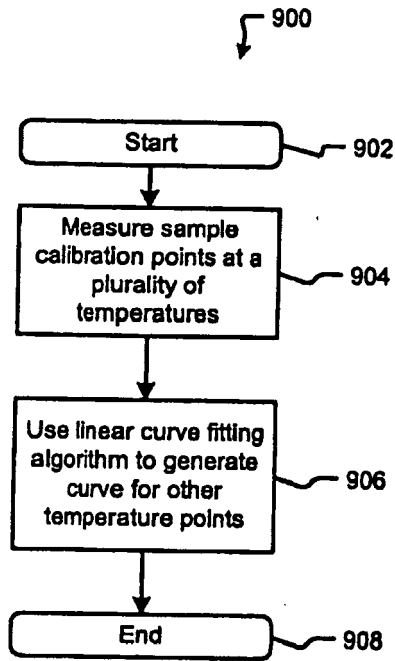 900
Start
902
Measure sample
calibration points at a
plurality of
temperatures
904
Use linear curve fitting
algorithm to generate
curve for other
temperature points
906
End
908